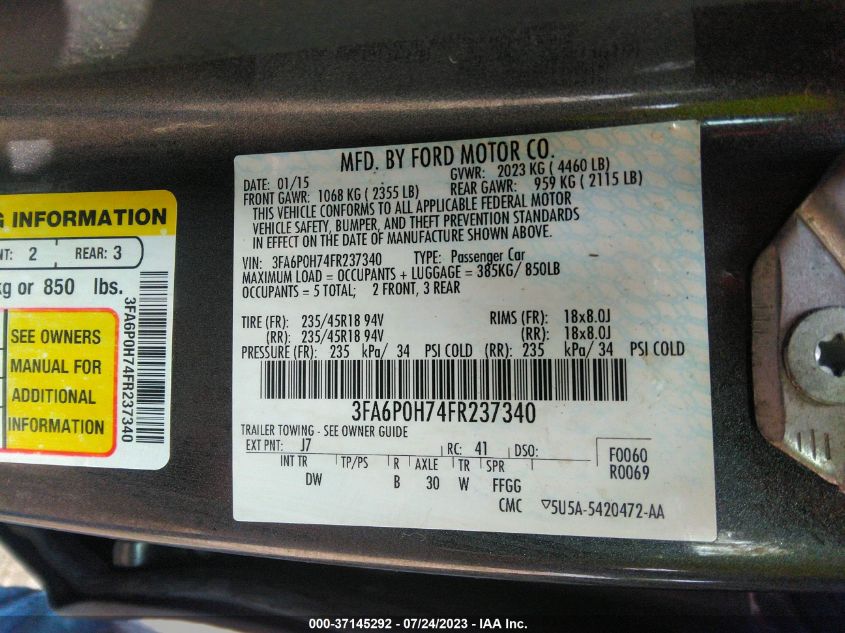 G INFORMATION
NT: 2 REAR: 3
kg or 850 lbs.
SEE OWNERS
MANUAL FOR
ADDITIONAL
INFORMATION
3FA6P0H74FR237340
MFD. BY FORD MOTOR CO.
DATE: 01/15 GVWR: 2023 KG ( 4460 LB)
FRONT GAWR: 1068 KG ( 2355 LB) REAR GAWR: 959 KG ( 2115 LB)
THIS VEHICLE CONFORMS TO ALL APPLICABLE FEDERAL MOTOR
VEHICLE SAFETY, BUMPER, AND THEFT PREVENTION STANDARDS
IN EFFECT ON THE DATE OF MANUFACTURE SHOWN ABOVE.
VIN: 3FA6P0H74FR237340 TYPE: Passenger Car
MAXIMUM LOAD = OCCUPANTS + LUGGAGE = 385KG/ 850LB
OCCUPANTS = 5 TOTAL; 2 FRONT, 3 REAR
TIRE (FR): 235/45R18 94V RIMS (FR): 18x8.0J
(RR): 235/45R18 94V (RR): 18x8.0J
PRESSURE (FR): 235 kPa/ 34 PSI COLD (RR): 235 kPa/ 34 PSI COLD
3FA6P0H74FR237340
TRAILER TOWING - SEE OWNER GUIDE
EXT PNT: J7 RC: 41 DSO: F0060
R0069
INT TR TP/PS R AXLE TR SPR
DW B 30 W FFGG
CMC ▽5U5A-5420472-AA
000-37145292 - 07/24/2023 - IAA Inc.